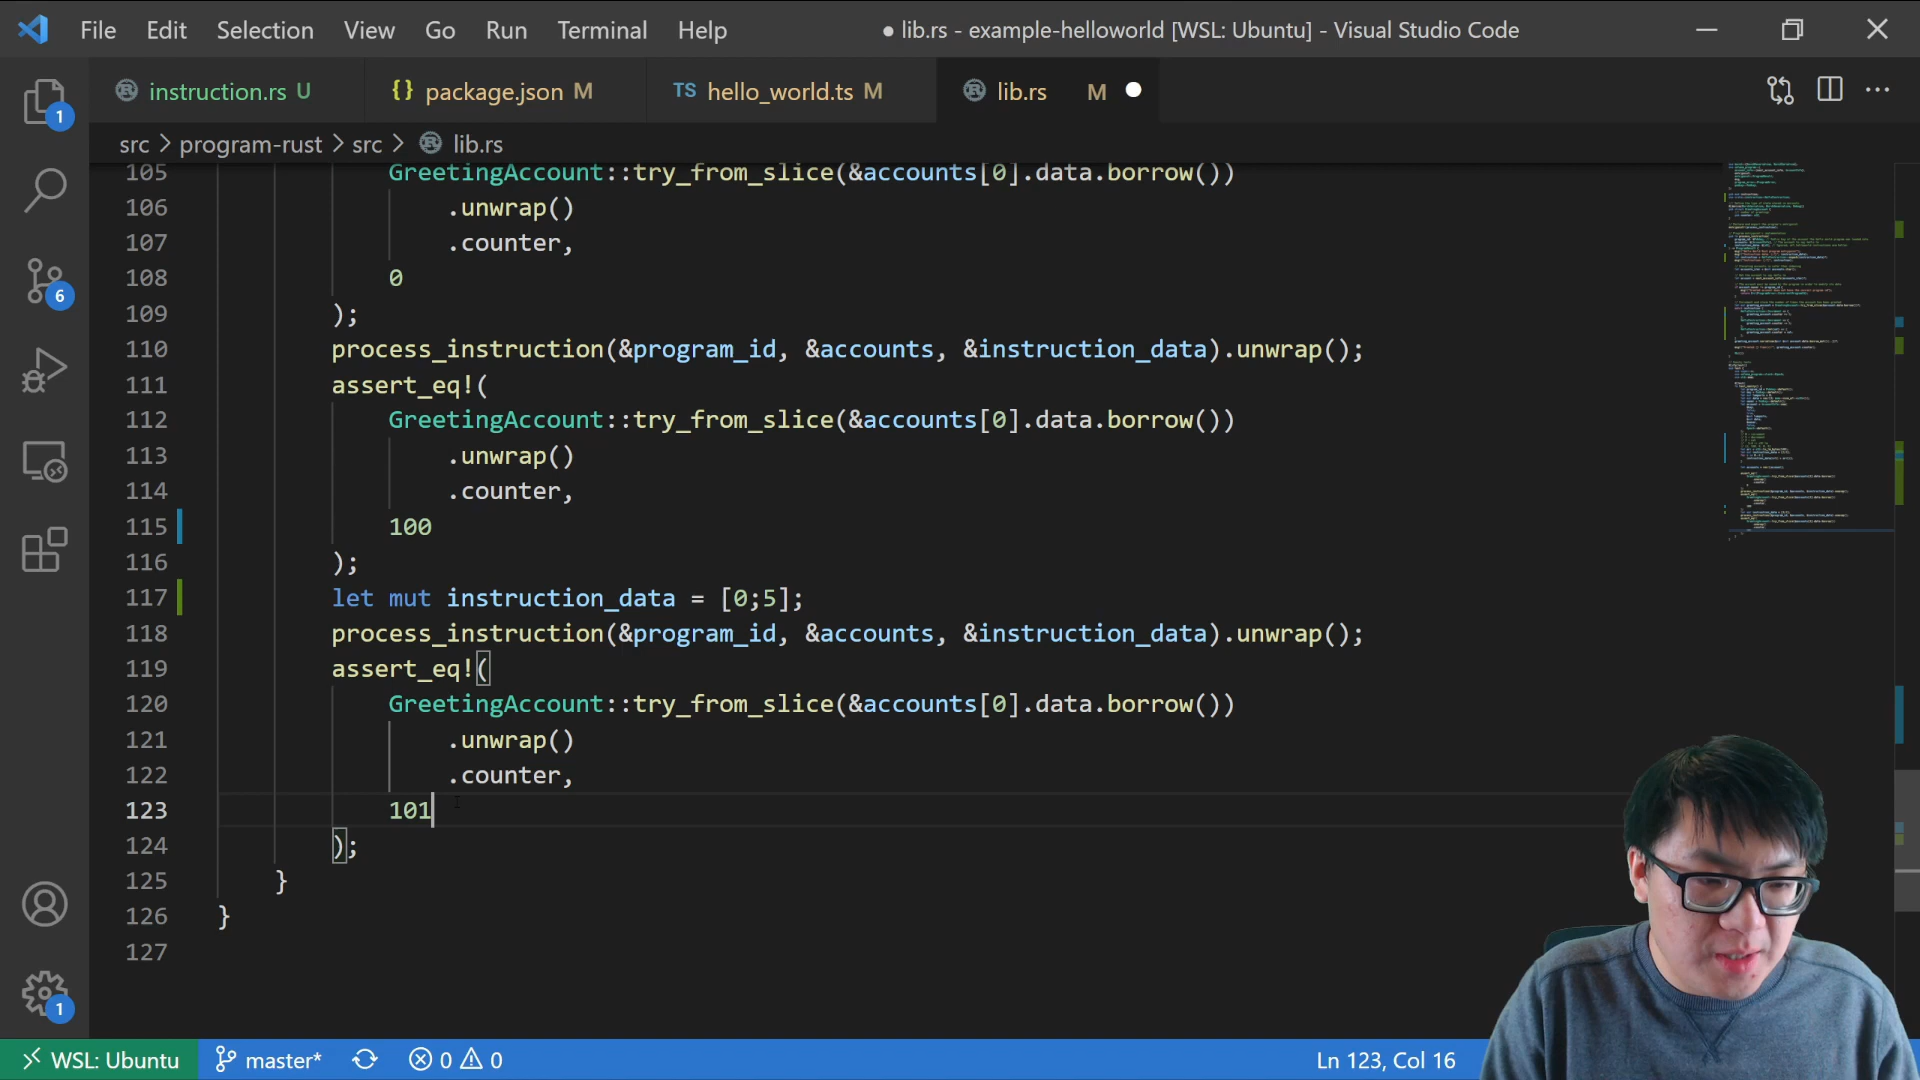 File Edit Selection View Go Run Terminal Help ● lib.rs - example-helloworld [WSL: Ubuntu] - Visual Studio Code
instruction.rs U {} package.json M TS hello_world.ts M lib.rs M
src > program-rust > src > lib.rs
105 GreetingAccount::try_from_slice(&accounts[0].data.borrow())
106 .unwrap()
107 .counter,
108 0
109 );
110 process_instruction(&program_id, &accounts, &instruction_data).unwrap();
111 assert_eq!(
112 GreetingAccount::try_from_slice(&accounts[0].data.borrow())
113 .unwrap()
114 .counter,
115 100
116 );
117 let mut instruction_data = [0;5];
118 process_instruction(&program_id, &accounts, &instruction_data).unwrap();
119 assert_eq!(
120 GreetingAccount::try_from_slice(&accounts[0].data.borrow())
121 .unwrap()
122 .counter,
123 101
124 );
125 }
126 }
127
1
6
1
WSL: Ubuntu master* 0 0 Ln 123, Col 16